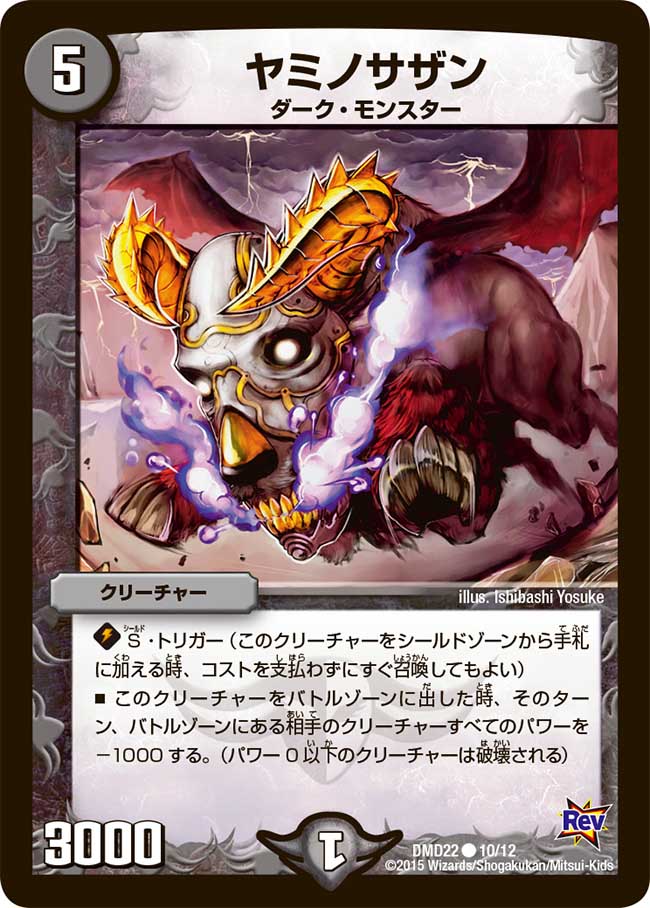 5
ヤミノサザン
ダーク・モンスター
クリーチャー
illus. Ishibashi Yosuke
S・トリガー（このクリーチャーをシールドゾーンから手札
に加える時、コストを支払わずにすぐ召喚してもよい）
■ このクリーチャーをバトルゾーンに出した時、そのター
ン、バトルゾーンにある相手のクリーチャーすべてのパワーを
－1000する。（パワー0以下のクリーチャーは破壊される）
3000
1
Rev
DMD22 ● 10/12
©2015 Wizards/Shogakukan/Mitsui-Kids